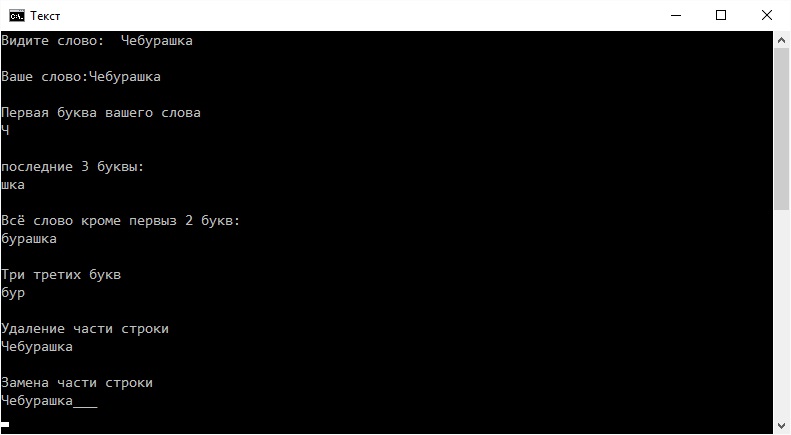 Текст
Видите слово:  Чебурашка
Ваше слово:Чебурашка
Первая буква вашего слова
Ч
последние 3 буквы:
шка
Всё слово кроме первыз 2 букв:
бурашка
Три третих букв
бур
Удаление части строки
Чебурашка
Замена части строки
Чебурашка___